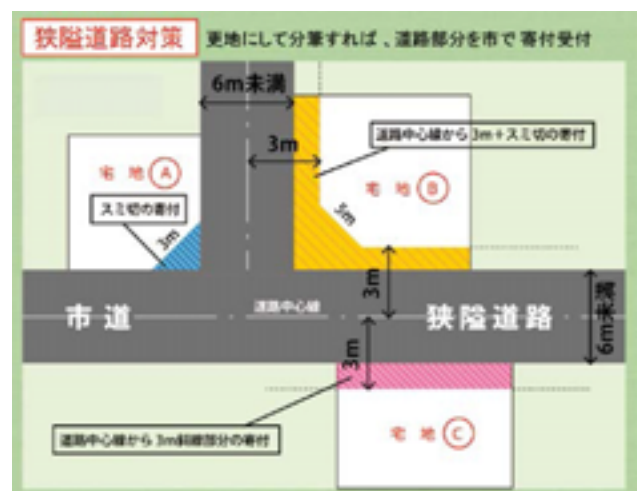 狭隘道路対策
更地にして分筆すれば、道路部分を市で寄付受付
6m未満
3m
道路中心線から3m+スミ切の寄付
宅地Ⓐ
スミ切の寄付
3m
宅地Ⓑ
5m
3m
市道
道路中心線
狭隘道路
6m未満
3m
道路中心線から3m斜線部分の寄付
宅地Ⓒ